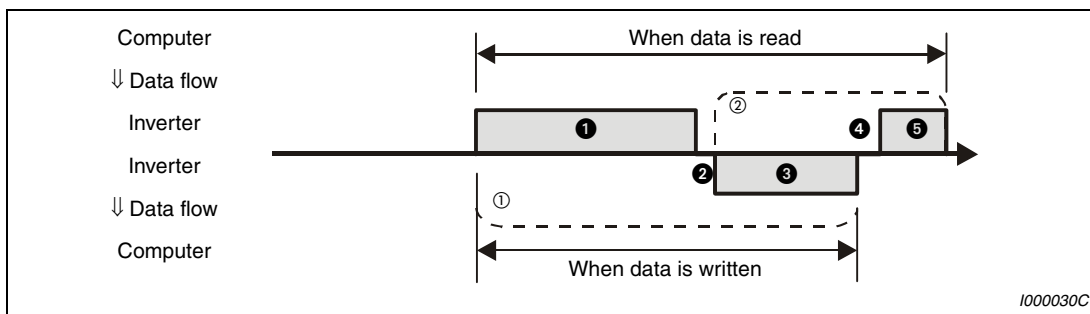 Computer
When data is read
⇓ Data flow
②
Inverter
❶
❹
❺
Inverter
❷
❸
⇓ Data flow
①
Computer
When data is written
I000030C